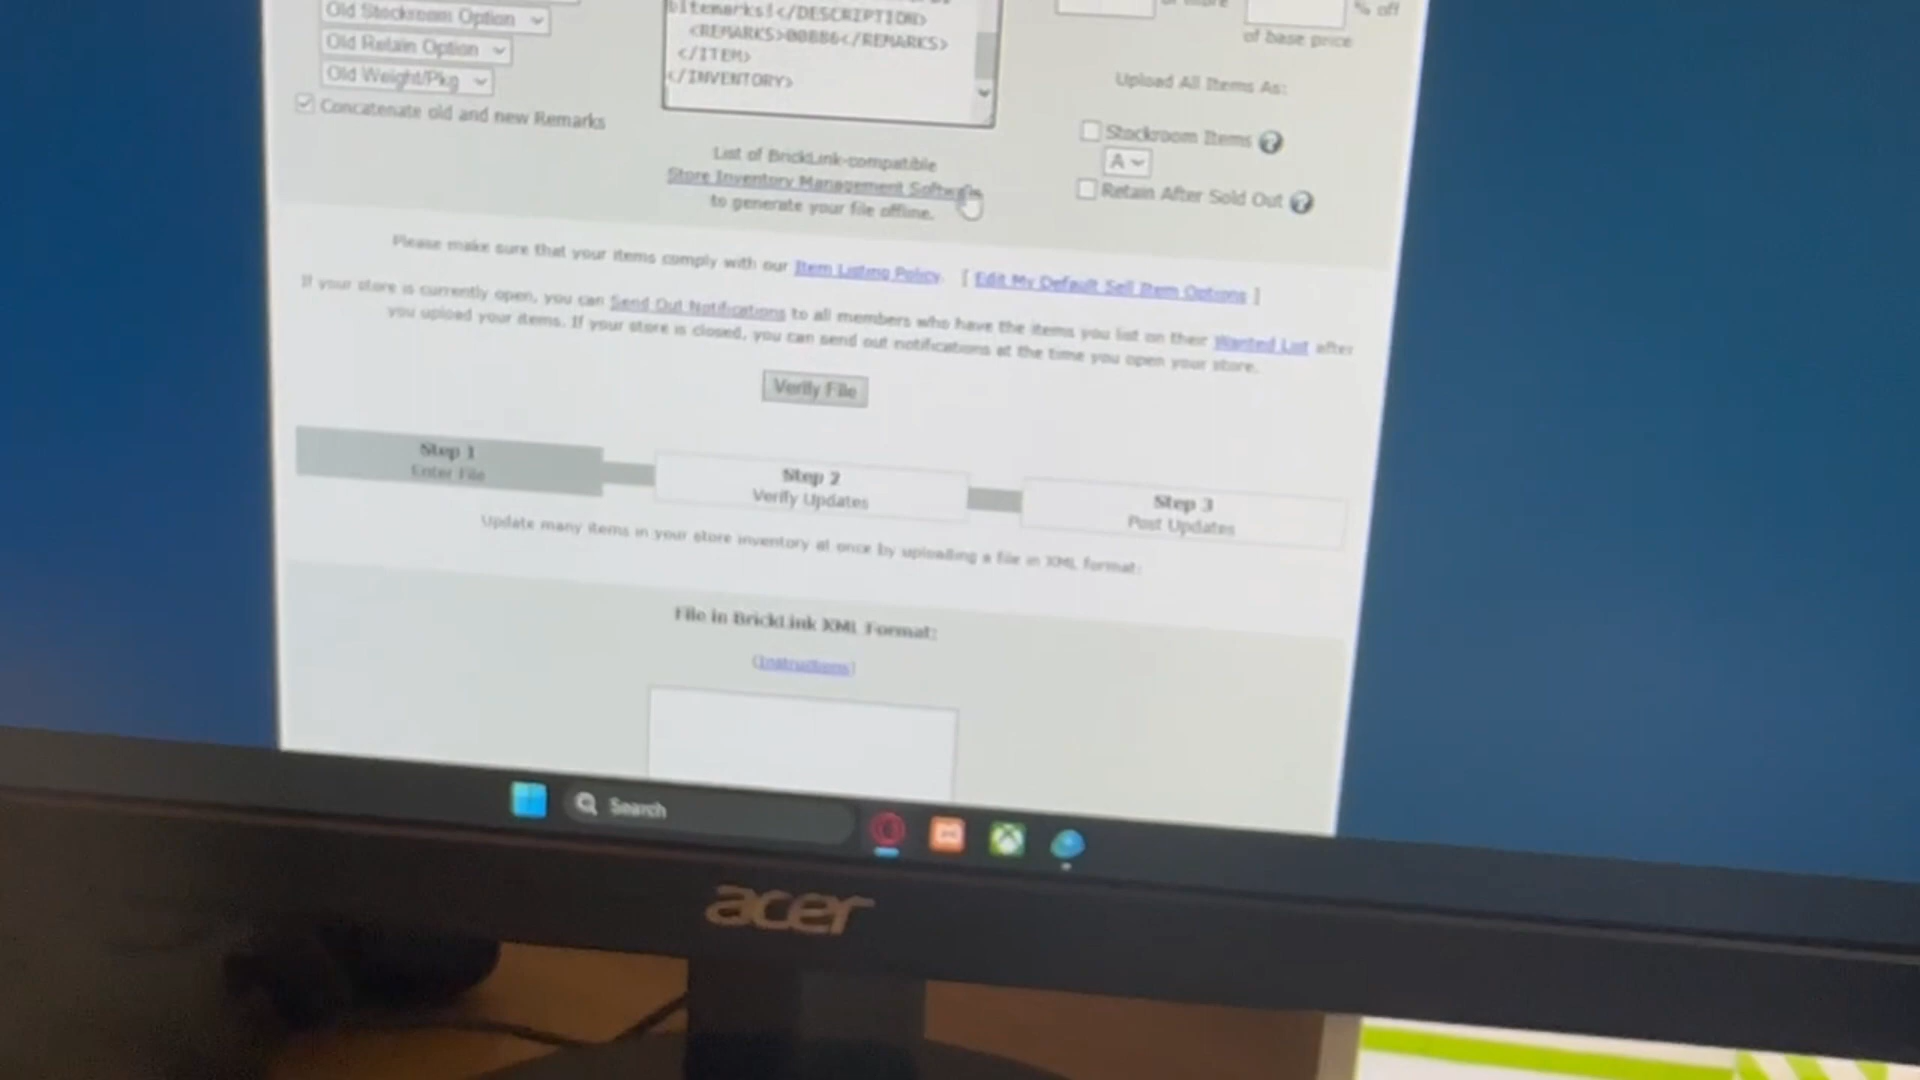 Old Stockroom Option
Old Retain Option
Old Weight/Pkg
Concatenate old and new Remarks
bitemarks!</DESCRIPTION>
<REMARKS>00886</REMARKS>
</ITEM>
</INVENTORY>
List of BrickLink-compatible
Store Inventory Management Software
to generate your file offline.
or more
% off
of base price
Upload All Items As:
Stockroom Items ?
A
Retain After Sold Out ?
Please make sure that your items comply with our Item Listing Policy. [ Edit My Default Sell Item Options ]
If your store is currently open, you can Send Out Notifications to all members who have the items you list on their Wanted List after
you upload your items. If your store is closed, you can send out notifications at the time you open your store.
Verify File
Step 1
Enter File
Step 2
Verify Updates
Step 3
Post Updates
Update many items in your store inventory at once by uploading a file in XML format:
File in BrickLink XML Format:
(Instructions)
Search
acer